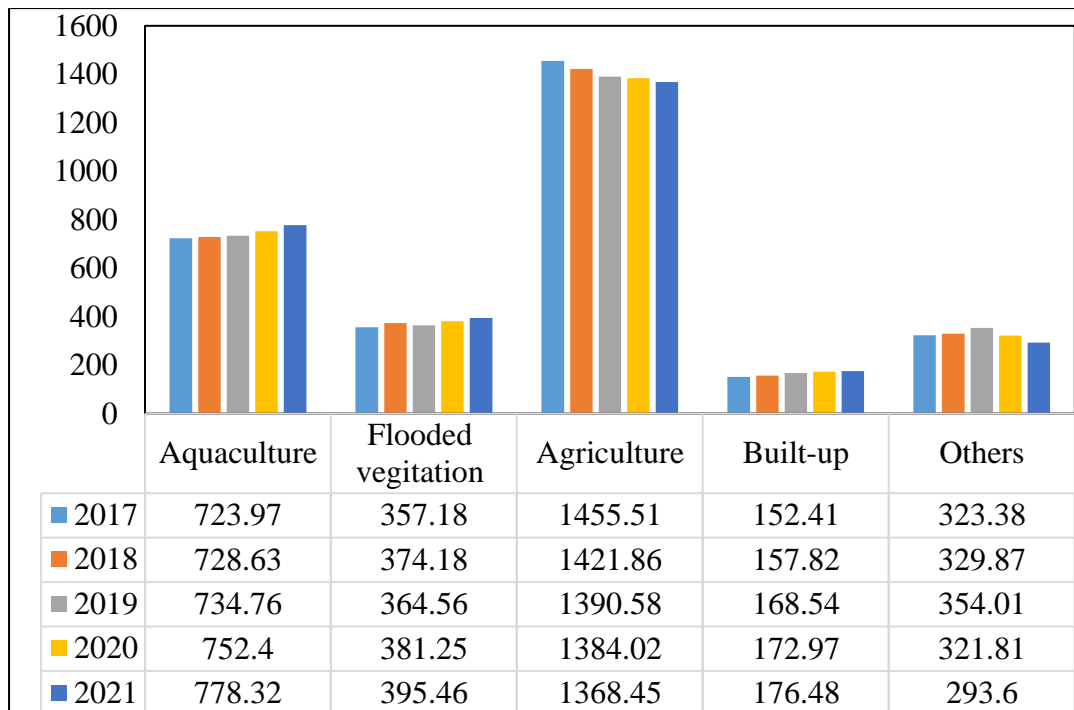 1600
1400
1200
1000
800
600
400
200
0
Aquaculture Flooded vegitation Agriculture Built-up Others
2017 723.97 357.18 1455.51 152.41 323.38
2018 728.63 374.18 1421.86 157.82 329.87
2019 734.76 364.56 1390.58 168.54 354.01
2020 752.4 381.25 1384.02 172.97 321.81
2021 778.32 395.46 1368.45 176.48 293.6